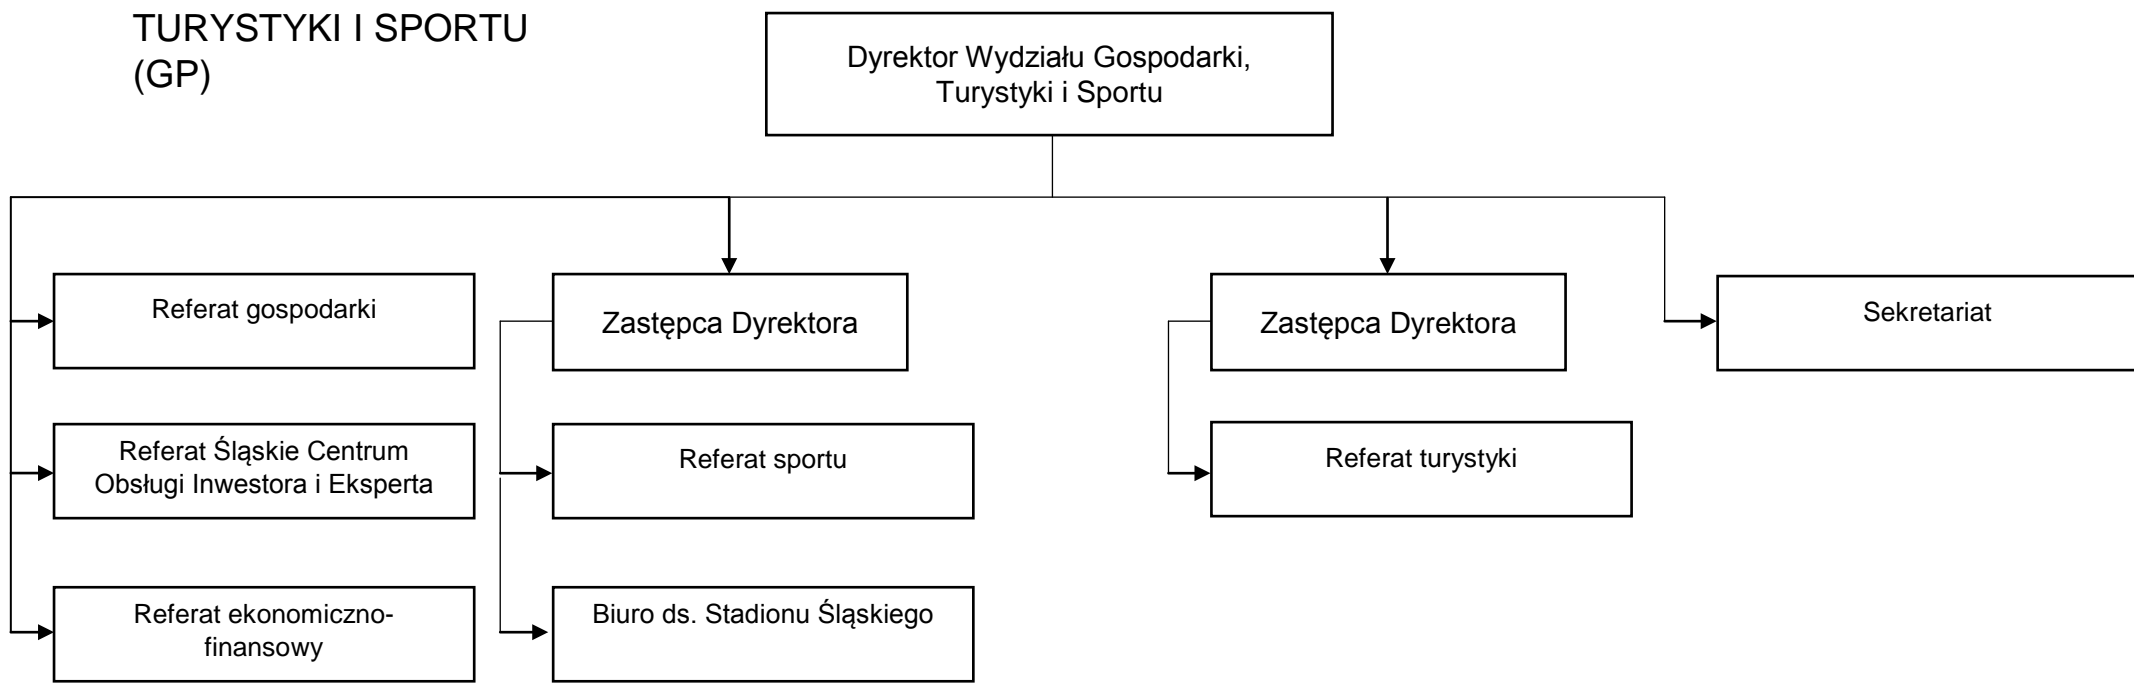 TURYSTYKI I SPORTU
(GP)
Dyrektor Wydziału Gospodarki,
Turystyki i Sportu
Referat gospodarki
Zastępca Dyrektora
Zastępca Dyrektora
Sekretariat
Referat Śląskie Centrum
Obsługi Inwestora i Eksperta
Referat sportu
Referat turystyki
Referat ekonomiczno-
finansowy
Biuro ds. Stadionu Śląskiego